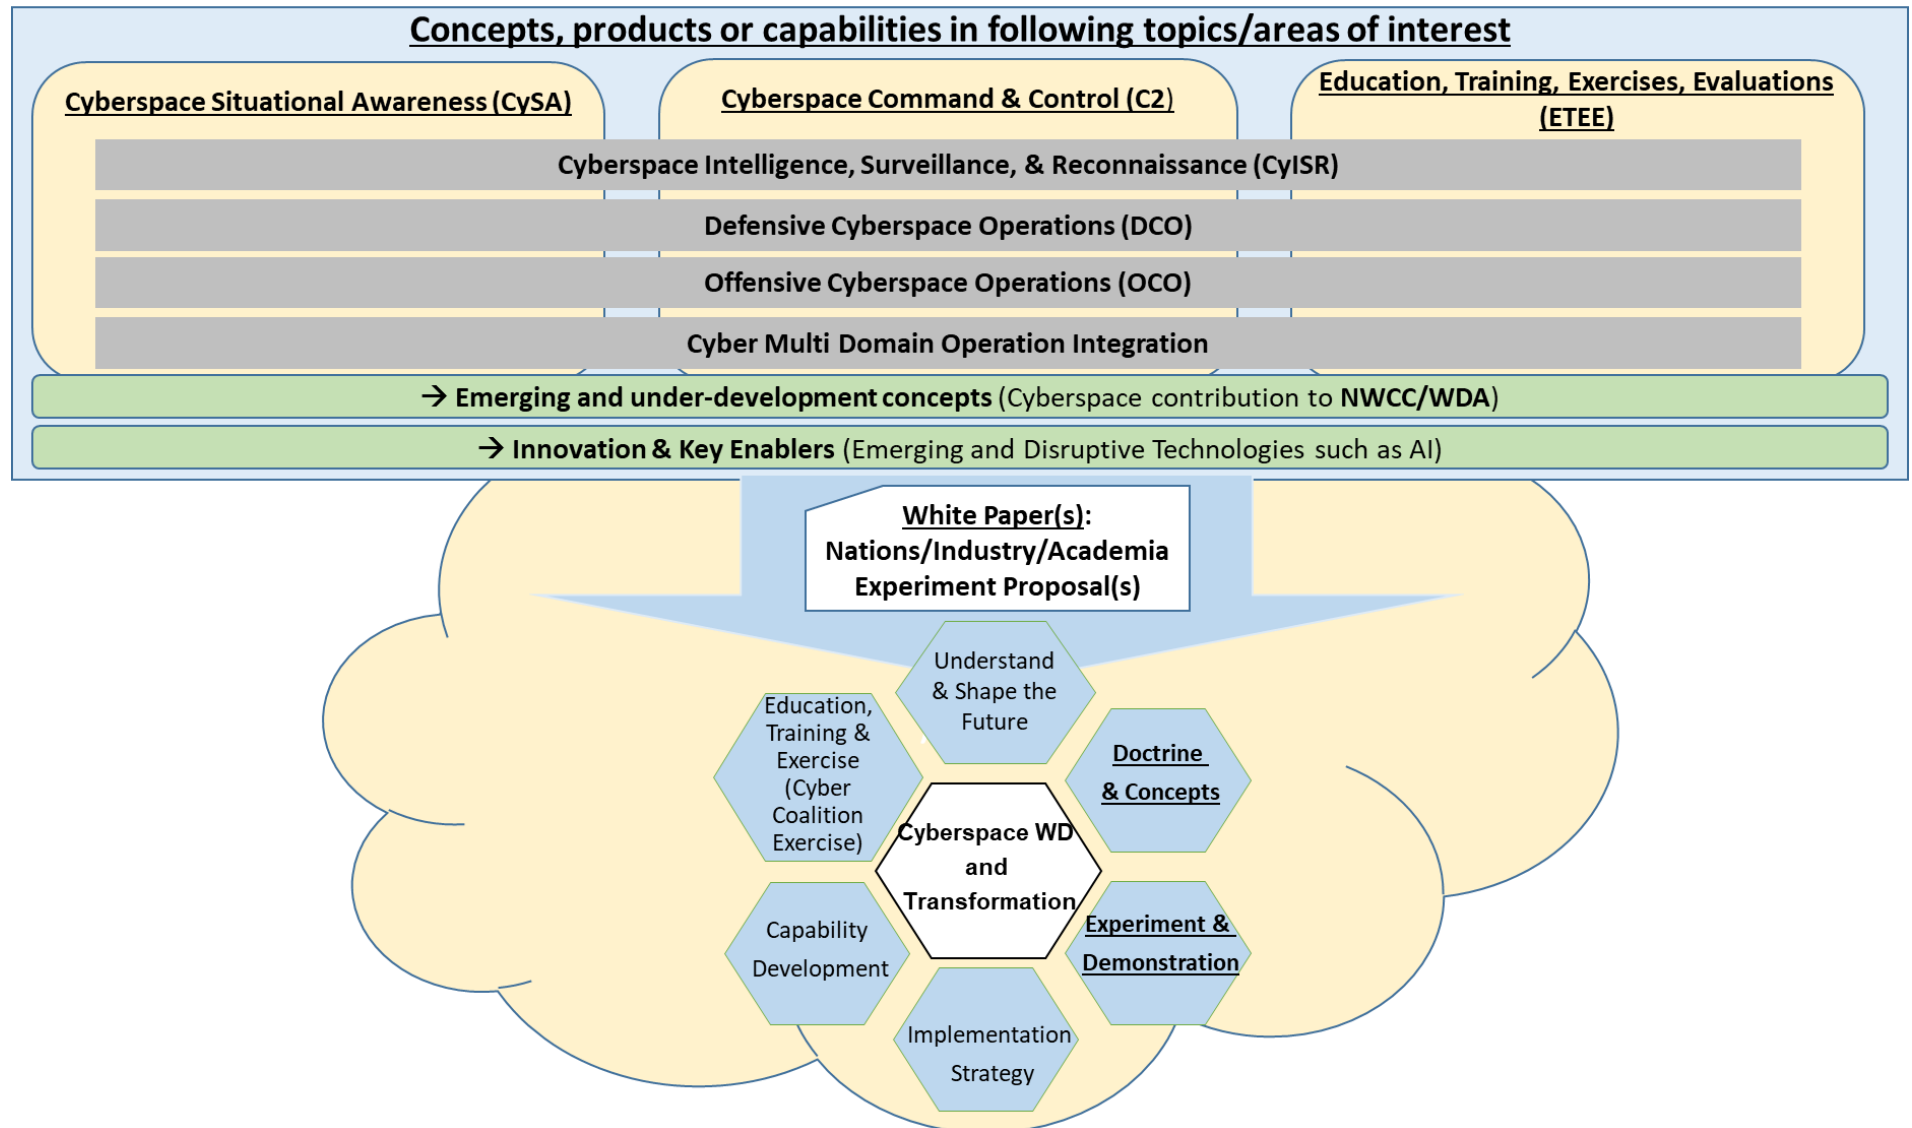 Concepts, products or capabilities in following topics/areas of interest
Cyberspace Situational Awareness (CySA)
Cyberspace Command & Control (C2)
Education, Training, Exercises, Evaluations
(ETEE)
Cyberspace Intelligence, Surveillance, & Reconnaissance (CyISR)
Defensive Cyberspace Operations (DCO)
Offensive Cyberspace Operations (OCO)
Cyber Multi Domain Operation Integration
→ Emerging and under-development concepts (Cyberspace contribution to NWCC/WDA)
→ Innovation & Key Enablers (Emerging and Disruptive Technologies such as AI)
White Paper(s):
Nations/Industry/Academia
Experiment Proposal(s)
Understand
& Shape the
Future
Education,
Training &
Exercise
(Cyber
Coalition
Exercise)
Doctrine
& Concepts
Cyberspace WD
and
Transformation
Capability
Development
Experiment &
Demonstration
Implementation
Strategy